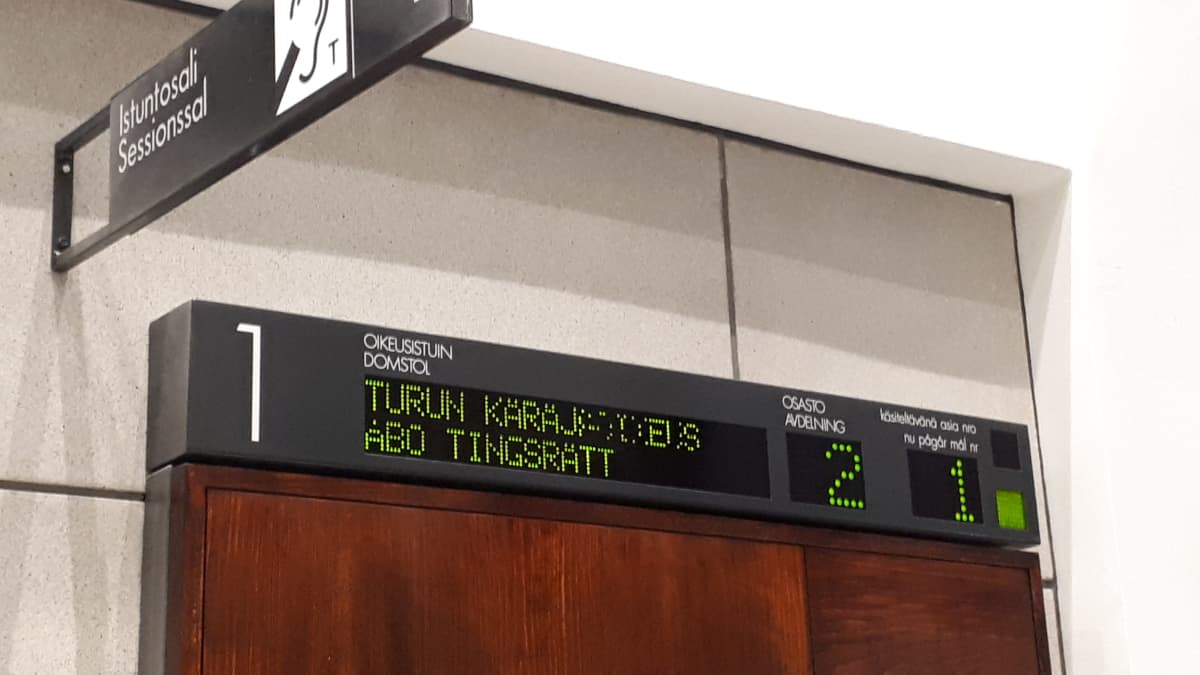 Istuntosali
Sessionssal
T
1
OIKEUSISTUIN
DOMSTOL
TURUN
ÅBO TINGSRÄTT
OSASTO
AVDELNING
2
käsiteltävänä asia nro
nu pågår mål nr
1